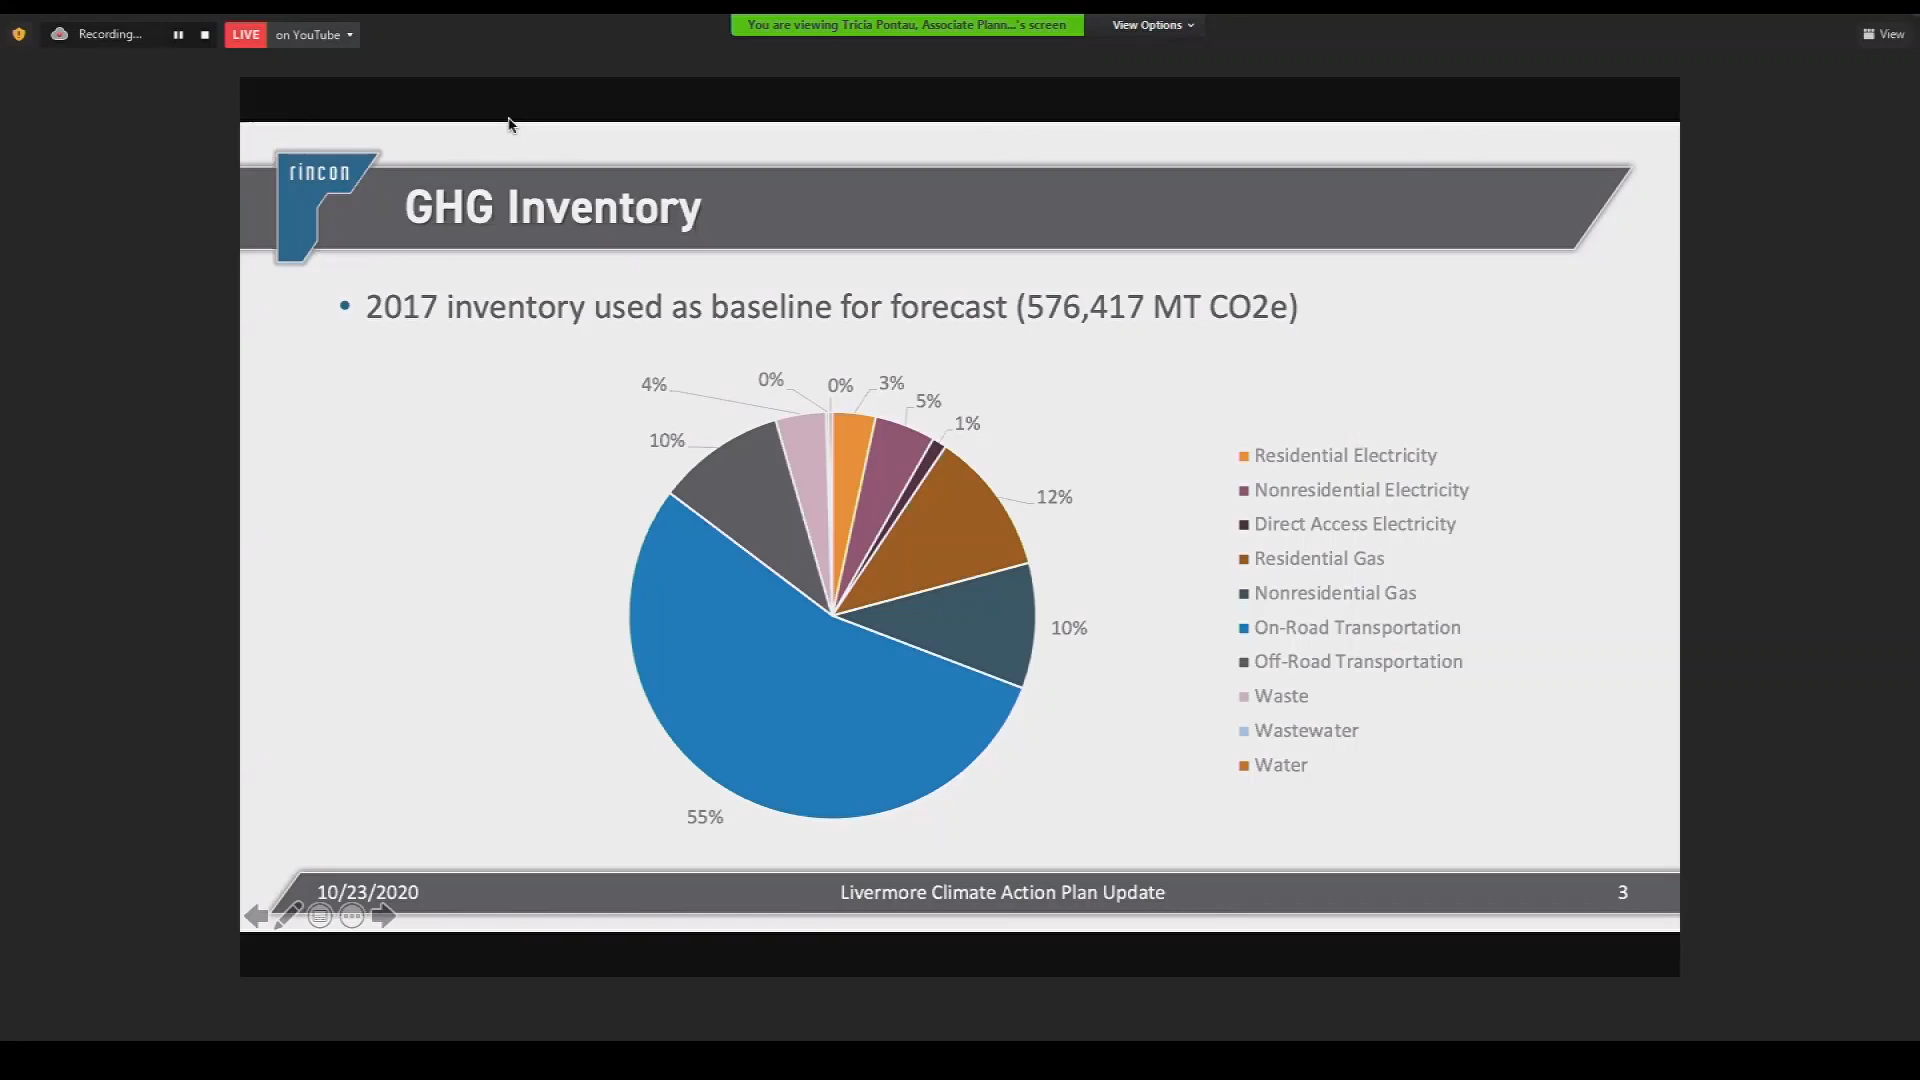 Recording...
LIVE on YouTube
You are viewing Tricia Pontau, Associate Plann...'s screen
View Options
View
rincon
GHG Inventory
• 2017 inventory used as baseline for forecast (576,417 MT CO2e)
4%
0%
0%
3%
5%
1%
10%
12%
10%
55%
Residential Electricity
Nonresidential Electricity
Direct Access Electricity
Residential Gas
Nonresidential Gas
On-Road Transportation
Off-Road Transportation
Waste
Wastewater
Water
10/23/2020
Livermore Climate Action Plan Update
3